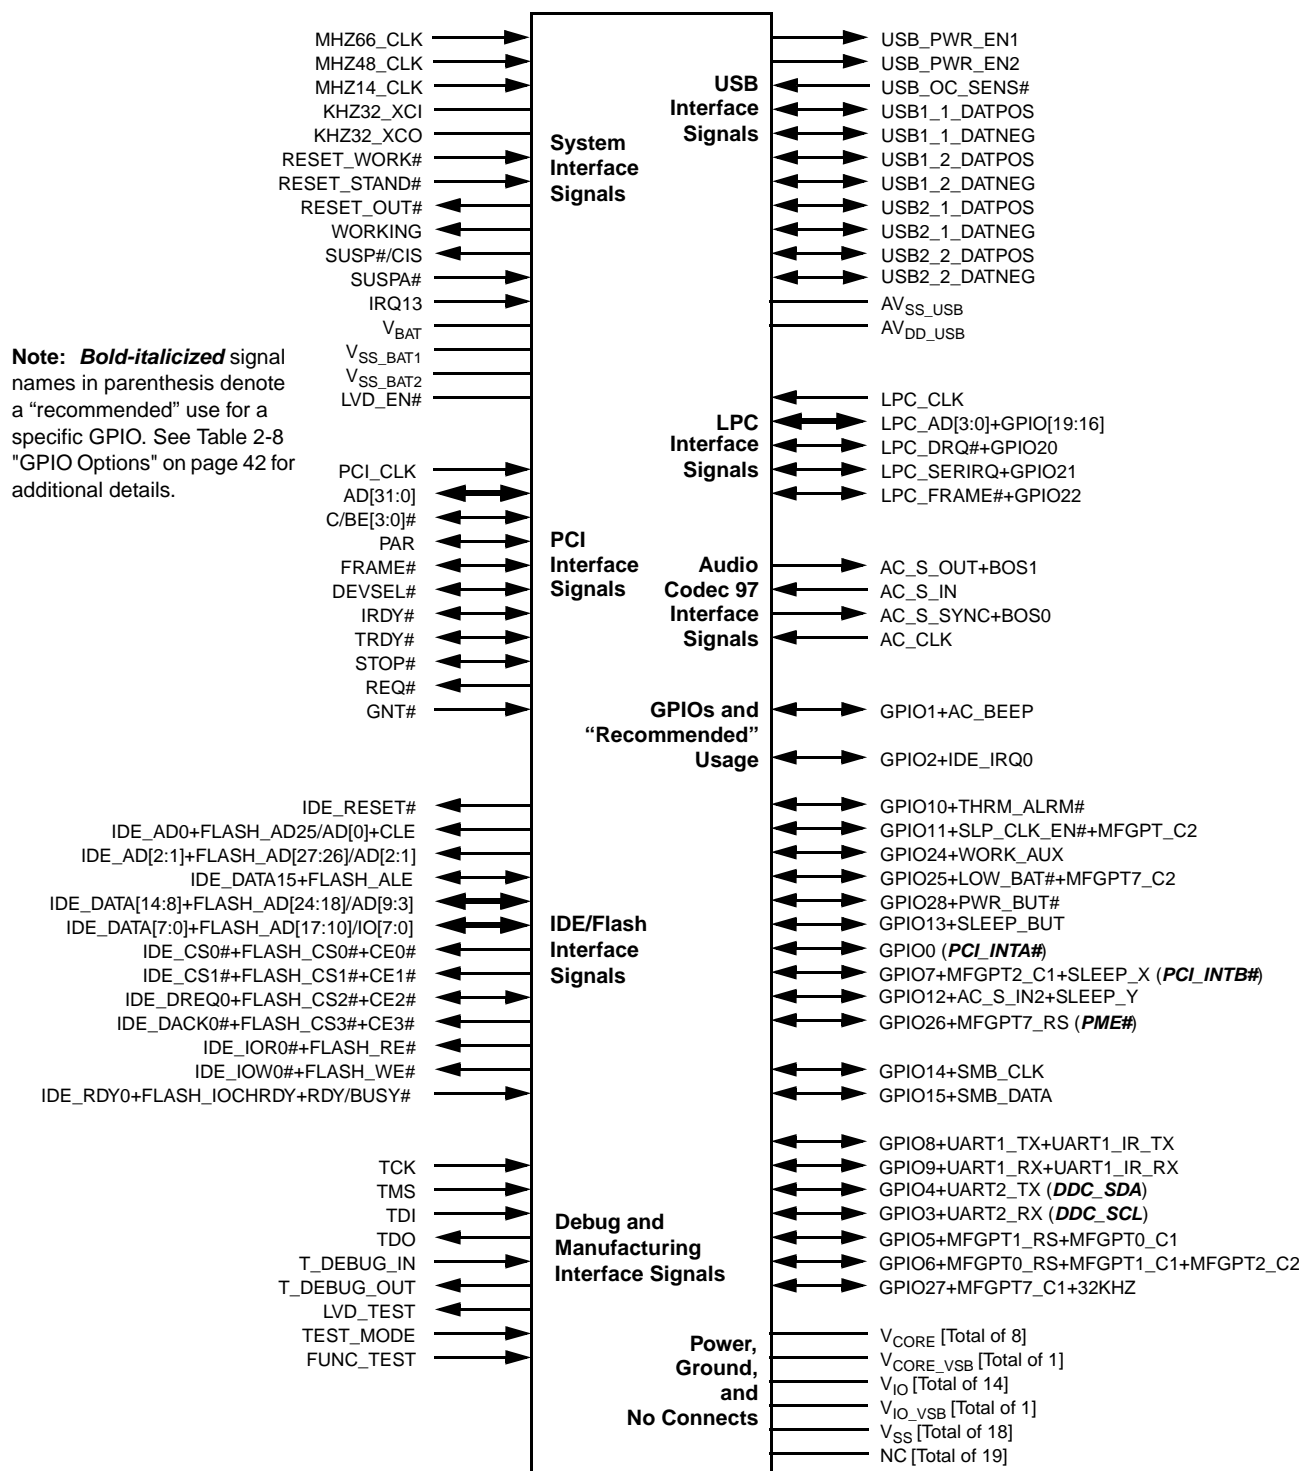 MHZ66_CLK
MHZ48_CLK
MHZ14_CLK
KHZ32_XCI
KHZ32_XCO
RESET_WORK#
RESET_STAND#
RESET_OUT#
WORKING
SUSP#/CIS
SUSPA#
IRQ13
VBAT
VSS_BAT1
VSS_BAT2
LVD_EN#
System
Interface
Signals
Note: Bold-italicized signal
names in parenthesis denote
a “recommended” use for a
specific GPIO. See Table 2-8
"GPIO Options" on page 42 for
additional details.
PCI_CLK
AD[31:0]
C/BE[3:0]#
PAR
FRAME#
DEVSEL#
IRDY#
TRDY#
STOP#
REQ#
GNT#
PCI
Interface
Signals
IDE_RESET#
IDE_AD0+FLASH_AD25/AD[0]+CLE
IDE_AD[2:1]+FLASH_AD[27:26]/AD[2:1]
IDE_DATA15+FLASH_ALE
IDE_DATA[14:8]+FLASH_AD[24:18]/AD[9:3]
IDE_DATA[7:0]+FLASH_AD[17:10]/IO[7:0]
IDE_CS0#+FLASH_CS0#+CE0#
IDE_CS1#+FLASH_CS1#+CE1#
IDE_DREQ0+FLASH_CS2#+CE2#
IDE_DACK0#+FLASH_CS3#+CE3#
IDE_IOR0#+FLASH_RE#
IDE_IOW0#+FLASH_WE#
IDE_RDY0+FLASH_IOCHRDY+RDY/BUSY#
IDE/Flash
Interface
Signals
TCK
TMS
TDI
TDO
T_DEBUG_IN
T_DEBUG_OUT
LVD_TEST
TEST_MODE
FUNC_TEST
Debug and
Manufacturing
Interface Signals
USB
Interface
Signals
USB_PWR_EN1
USB_PWR_EN2
USB_OC_SENS#
USB1_1_DATPOS
USB1_1_DATNEG
USB1_2_DATPOS
USB1_2_DATNEG
USB2_1_DATPOS
USB2_1_DATNEG
USB2_2_DATPOS
USB2_2_DATNEG
AVSS_USB
AVDD_USB
LPC
Interface
Signals
LPC_CLK
LPC_AD[3:0]+GPIO[19:16]
LPC_DRQ#+GPIO20
LPC_SERIRQ+GPIO21
LPC_FRAME#+GPIO22
Audio
Codec 97
Interface
Signals
AC_S_OUT+BOS1
AC_S_IN
AC_S_SYNC+BOS0
AC_CLK
GPIOs and
“Recommended”
Usage
GPIO1+AC_BEEP
GPIO2+IDE_IRQ0
GPIO10+THRM_ALRM#
GPIO11+SLP_CLK_EN#+MFGPT_C2
GPIO24+WORK_AUX
GPIO25+LOW_BAT#+MFGPT7_C2
GPIO28+PWR_BUT#
GPIO13+SLEEP_BUT
GPIO0 (PCI_INTA#)
GPIO7+MFGPT2_C1+SLEEP_X (PCI_INTB#)
GPIO12+AC_S_IN2+SLEEP_Y
GPIO26+MFGPT7_RS (PME#)
GPIO14+SMB_CLK
GPIO15+SMB_DATA
GPIO8+UART1_TX+UART1_IR_TX
GPIO9+UART1_RX+UART1_IR_RX
GPIO4+UART2_TX (DDC_SDA)
GPIO3+UART2_RX (DDC_SCL)
GPIO5+MFGPT1_RS+MFGPT0_C1
GPIO6+MFGPT0_RS+MFGPT1_C1+MFGPT2_C2
GPIO27+MFGPT7_C1+32KHZ
Power,
Ground,
and
No Connects
VCORE [Total of 8]
VCORE_VSB [Total of 1]
VIO [Total of 14]
VIO_VSB [Total of 1]
VSS [Total of 18]
NC [Total of 19]